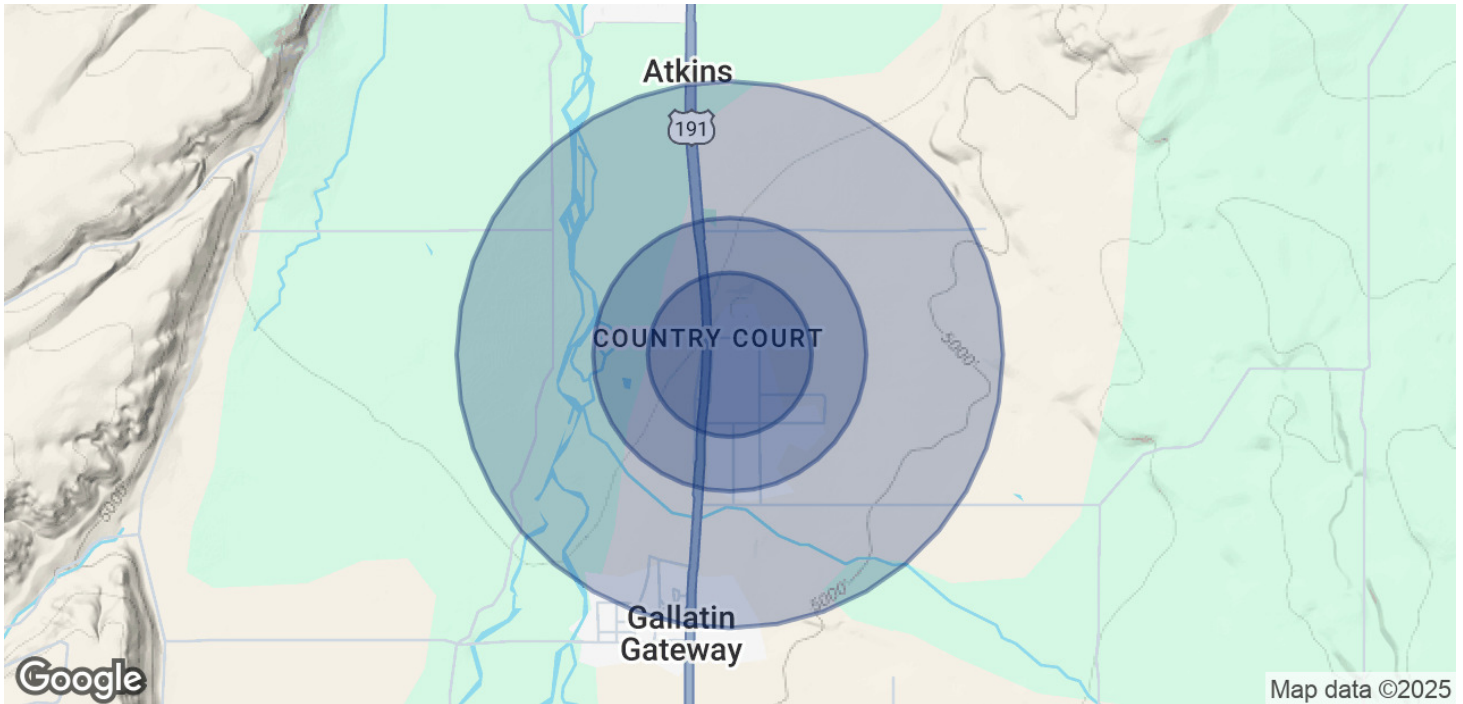 Atkins
191
COUNTRY COURT
5000'
5000'
5000'
Gallatin
Gateway
Google
Map data ©2025